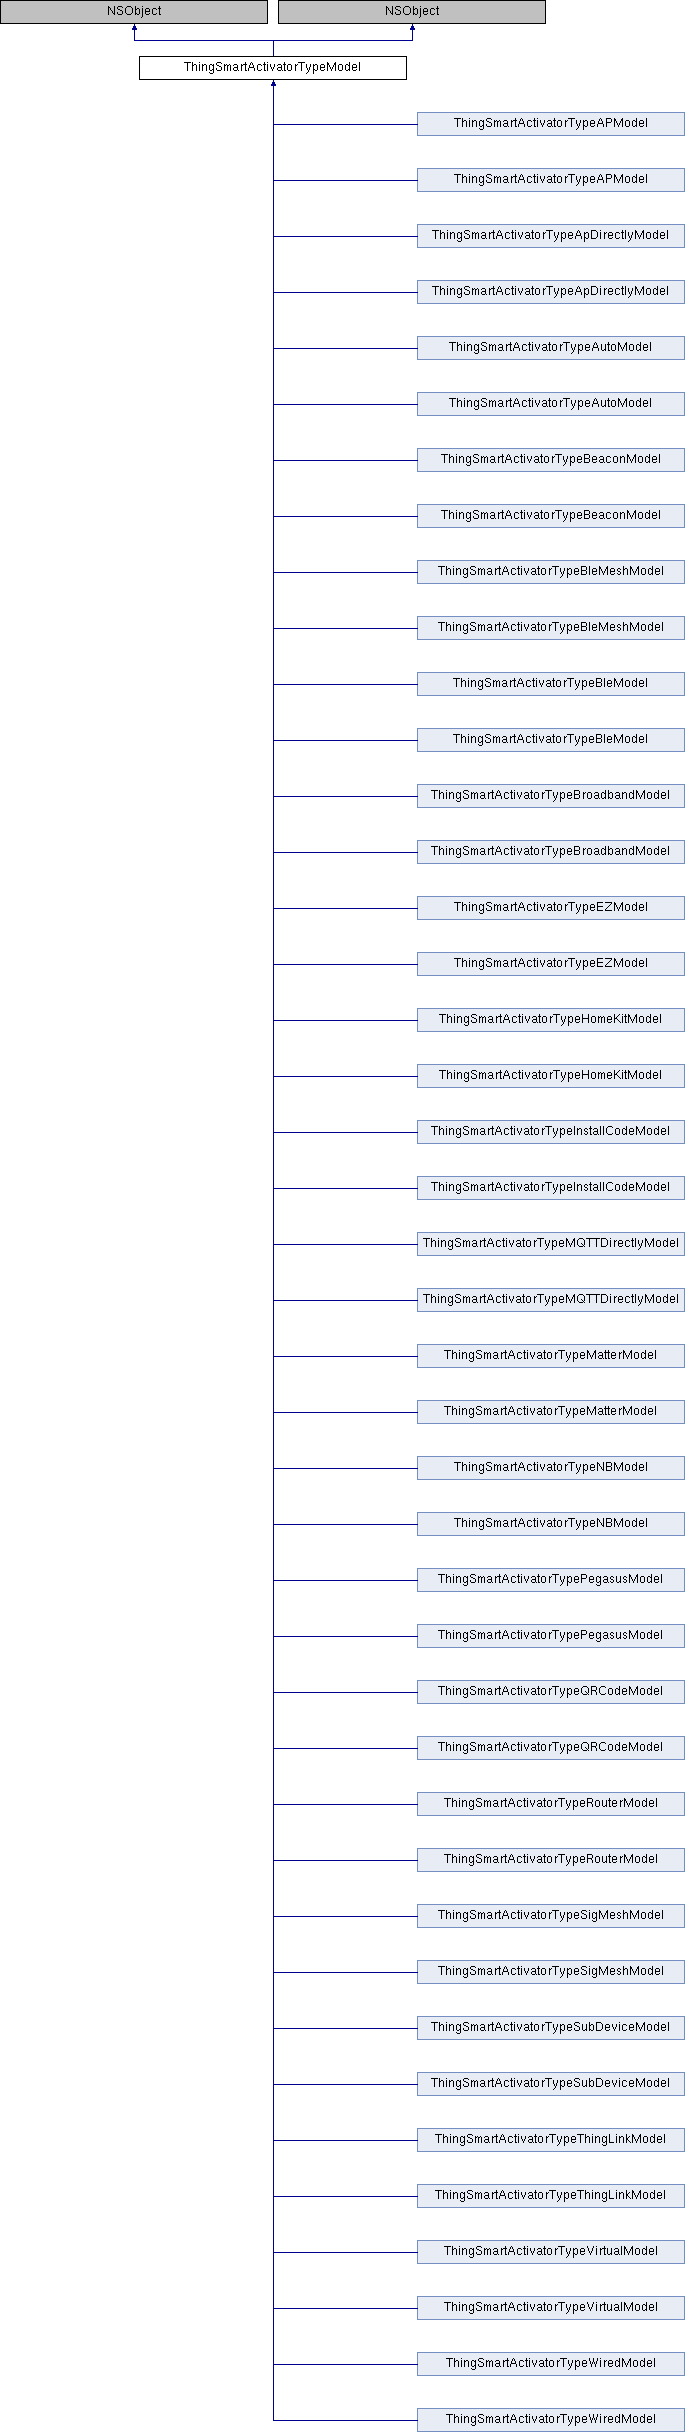 NSObject NSObject
ThingSmartActivatorTypeModel
ThingSmartActivatorTypeAPModel
ThingSmartActivatorTypeAPModel
ThingSmartActivatorTypeApDirectlyModel
ThingSmartActivatorTypeApDirectlyModel
ThingSmartActivatorTypeAutoModel
ThingSmartActivatorTypeAutoModel
ThingSmartActivatorTypeBeaconModel
ThingSmartActivatorTypeBeaconModel
ThingSmartActivatorTypeBleMeshModel
ThingSmartActivatorTypeBleMeshModel
ThingSmartActivatorTypeBleModel
ThingSmartActivatorTypeBleModel
ThingSmartActivatorTypeBroadbandModel
ThingSmartActivatorTypeBroadbandModel
ThingSmartActivatorTypeEZModel
ThingSmartActivatorTypeEZModel
ThingSmartActivatorTypeHomeKitModel
ThingSmartActivatorTypeHomeKitModel
ThingSmartActivatorTypeInstallCodeModel
ThingSmartActivatorTypeInstallCodeModel
ThingSmartActivatorTypeMQTTDirectlyModel
ThingSmartActivatorTypeMQTTDirectlyModel
ThingSmartActivatorTypeMatterModel
ThingSmartActivatorTypeMatterModel
ThingSmartActivatorTypeNBModel
ThingSmartActivatorTypeNBModel
ThingSmartActivatorTypePegasusModel
ThingSmartActivatorTypePegasusModel
ThingSmartActivatorTypeQRCodeModel
ThingSmartActivatorTypeQRCodeModel
ThingSmartActivatorTypeRouterModel
ThingSmartActivatorTypeRouterModel
ThingSmartActivatorTypeSigMeshModel
ThingSmartActivatorTypeSigMeshModel
ThingSmartActivatorTypeSubDeviceModel
ThingSmartActivatorTypeSubDeviceModel
ThingSmartActivatorTypeThingLinkModel
ThingSmartActivatorTypeThingLinkModel
ThingSmartActivatorTypeVirtualModel
ThingSmartActivatorTypeVirtualModel
ThingSmartActivatorTypeWiredModel
ThingSmartActivatorTypeWiredModel